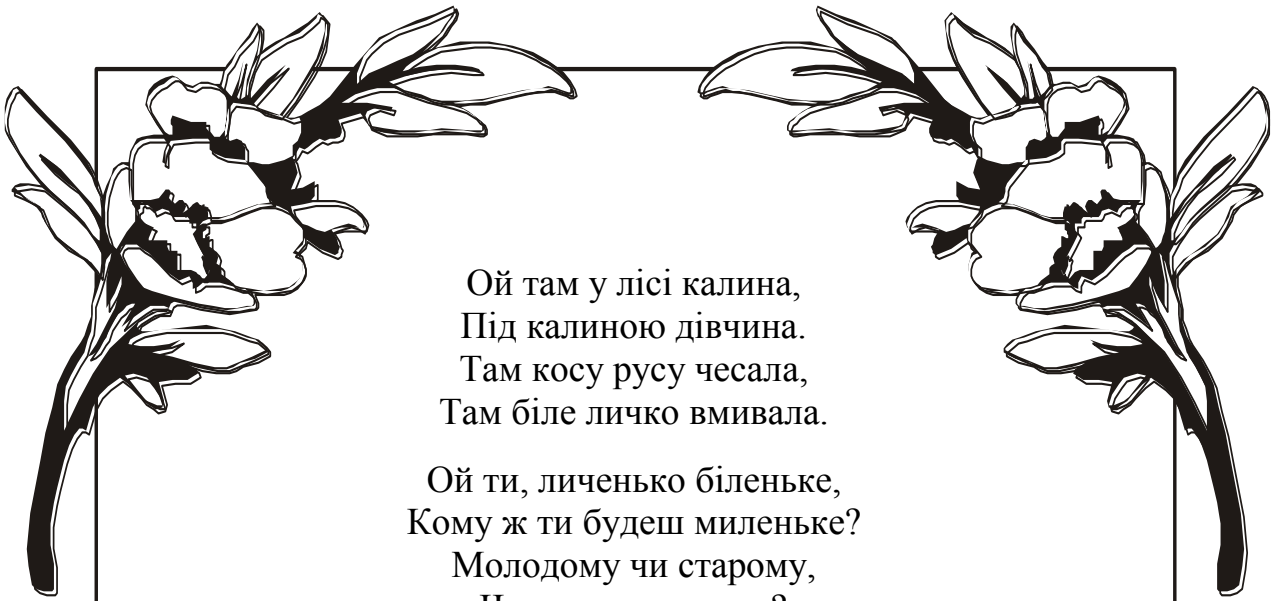 Ой там у лісі калина,
Під калиною дівчина.
Там косу русу чесала,
Там біле личко вмивала.
Ой ти, личенько біленьке,
Кому ж ти будеш миленьке?
Молодому чи старому,